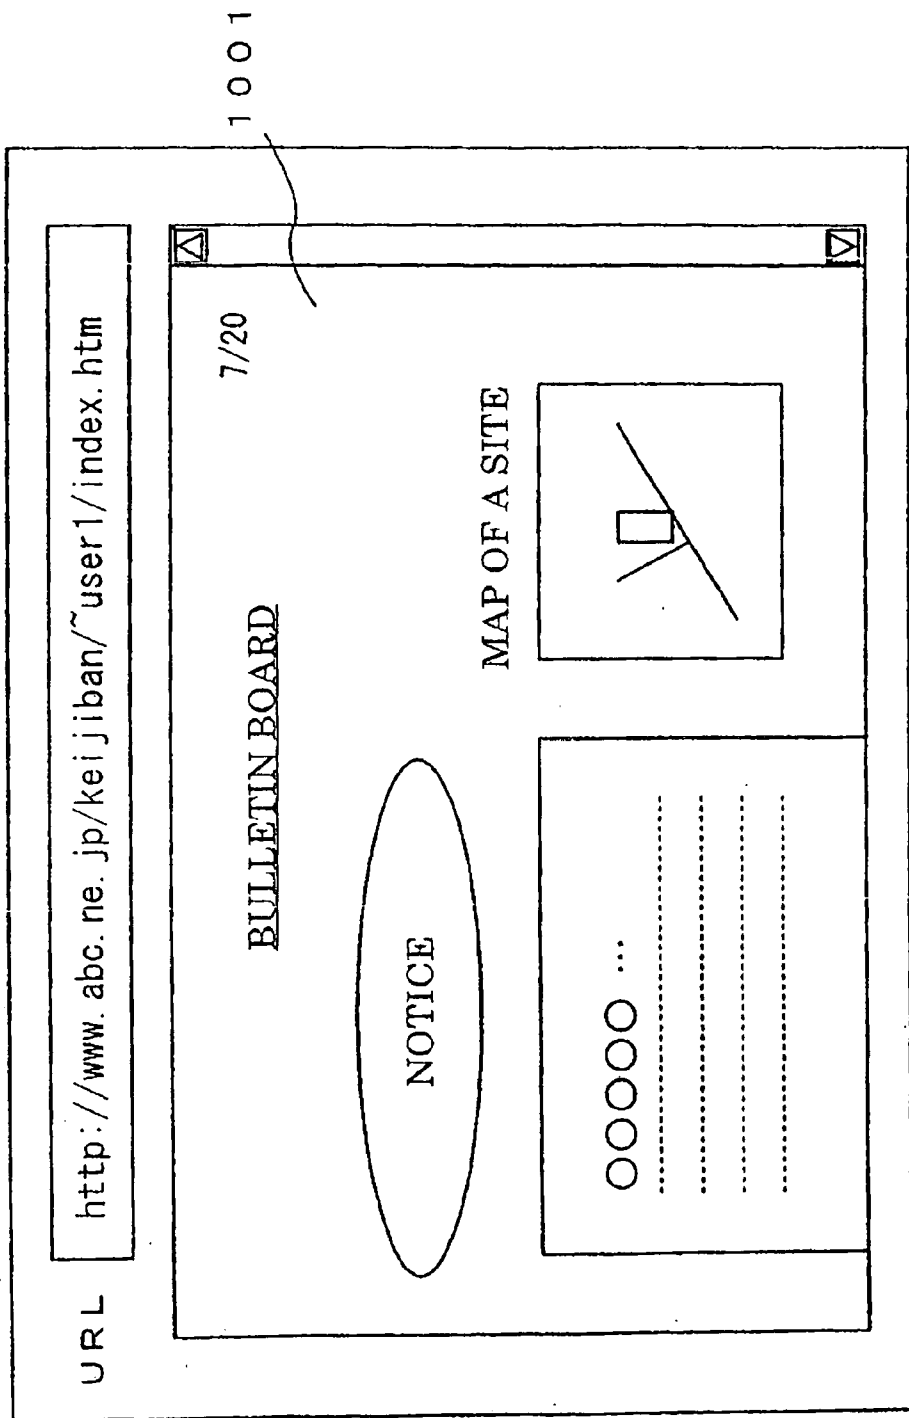 1001
URL http://www.abc.ne.jp/keijiban/~user1/index.htm
7/20
BULLETIN BOARD
NOTICE
MAP OF A SITE
○○○○○ ...